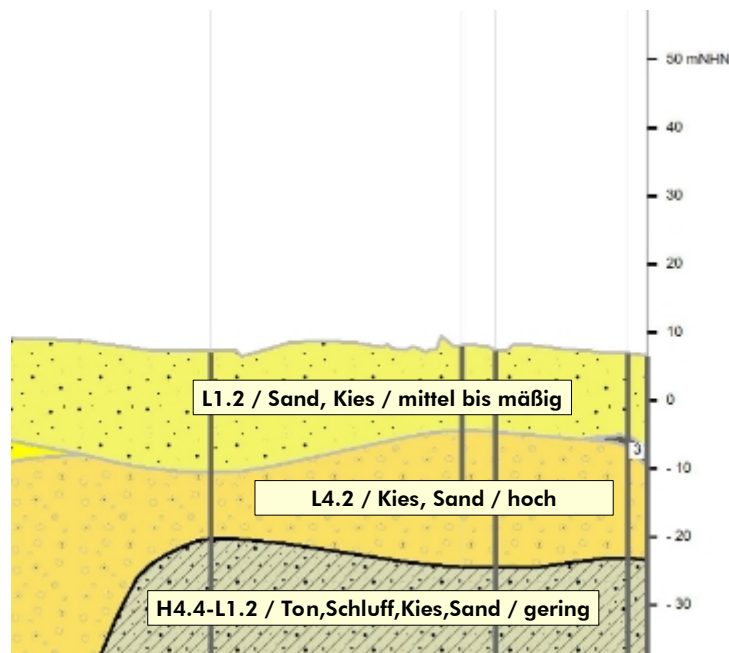 50 mNHN
40
30
20
10
L1.2 / Sand, Kies / mittel bis mäßig
0
3
- 10
L4.2 / Kies, Sand / hoch
- 20
H4.4-L1.2 / Ton,Schluff,Kies,Sand / gering
- 30